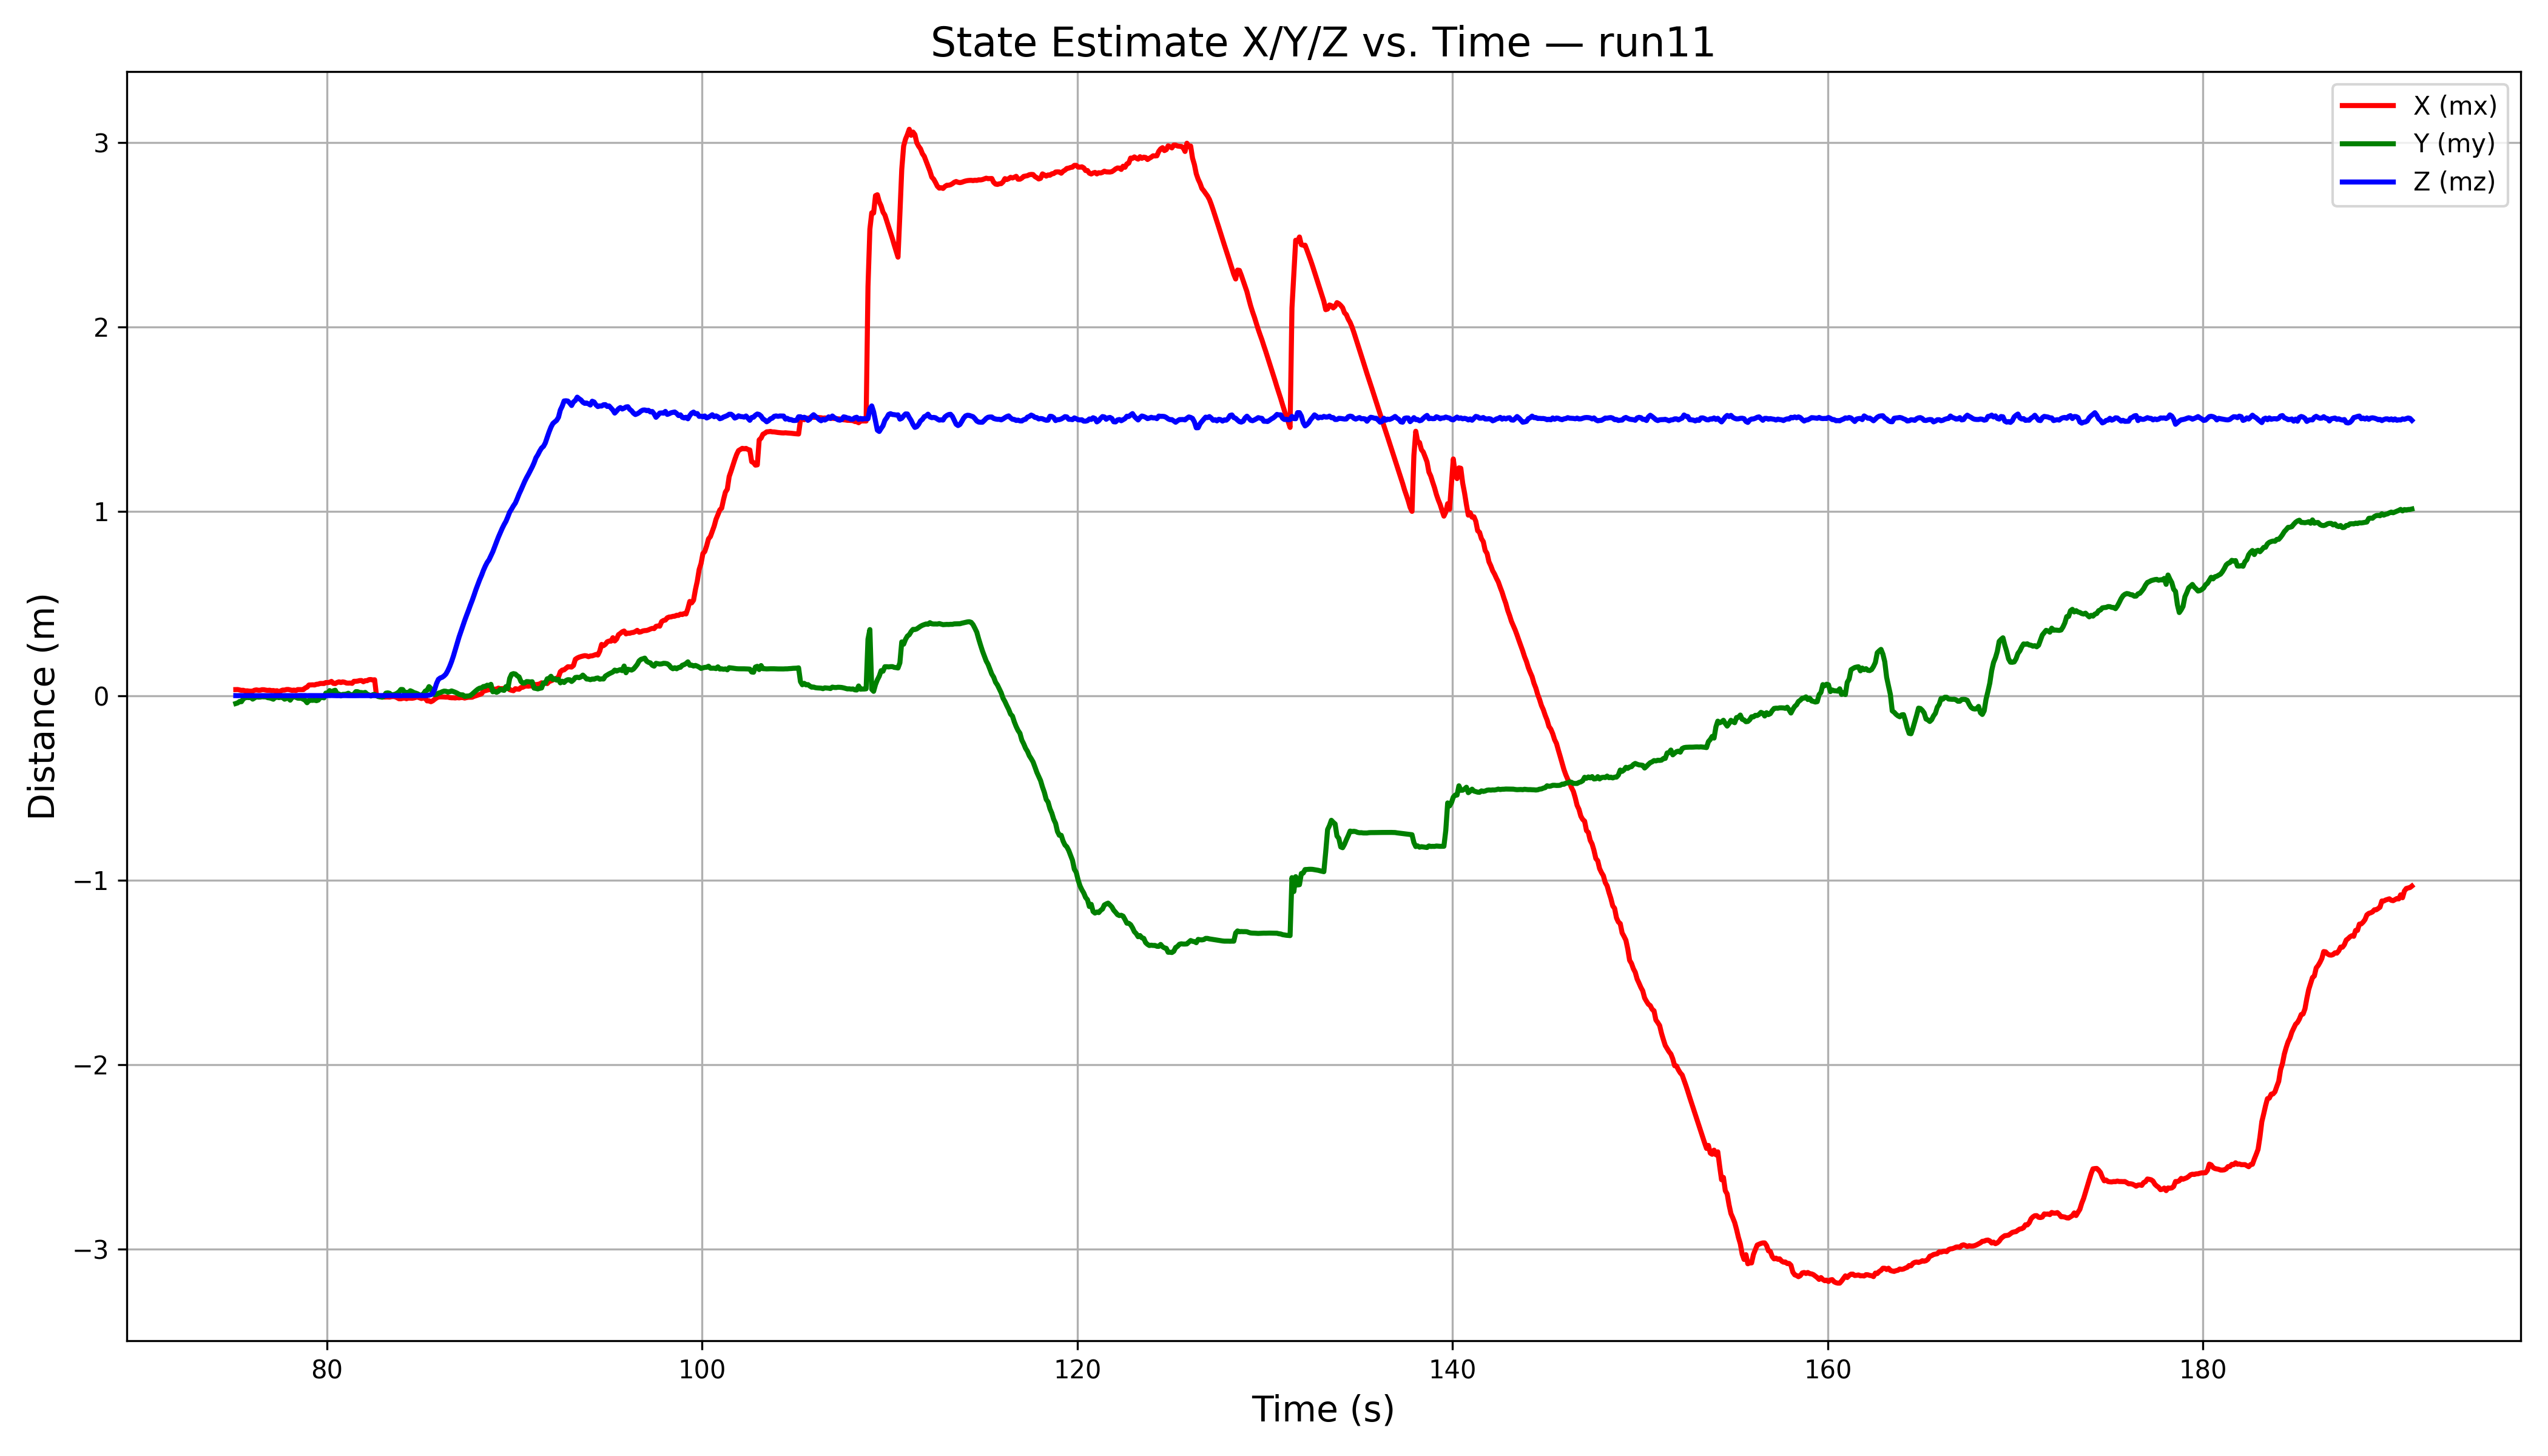 State Estimate X/Y/Z vs. Time — run11
X (mx)
Y (my)
Z (mz)
3
2
1
0
−1
−2
−3
Distance (m)
80
100
120
140
160
180
Time (s)